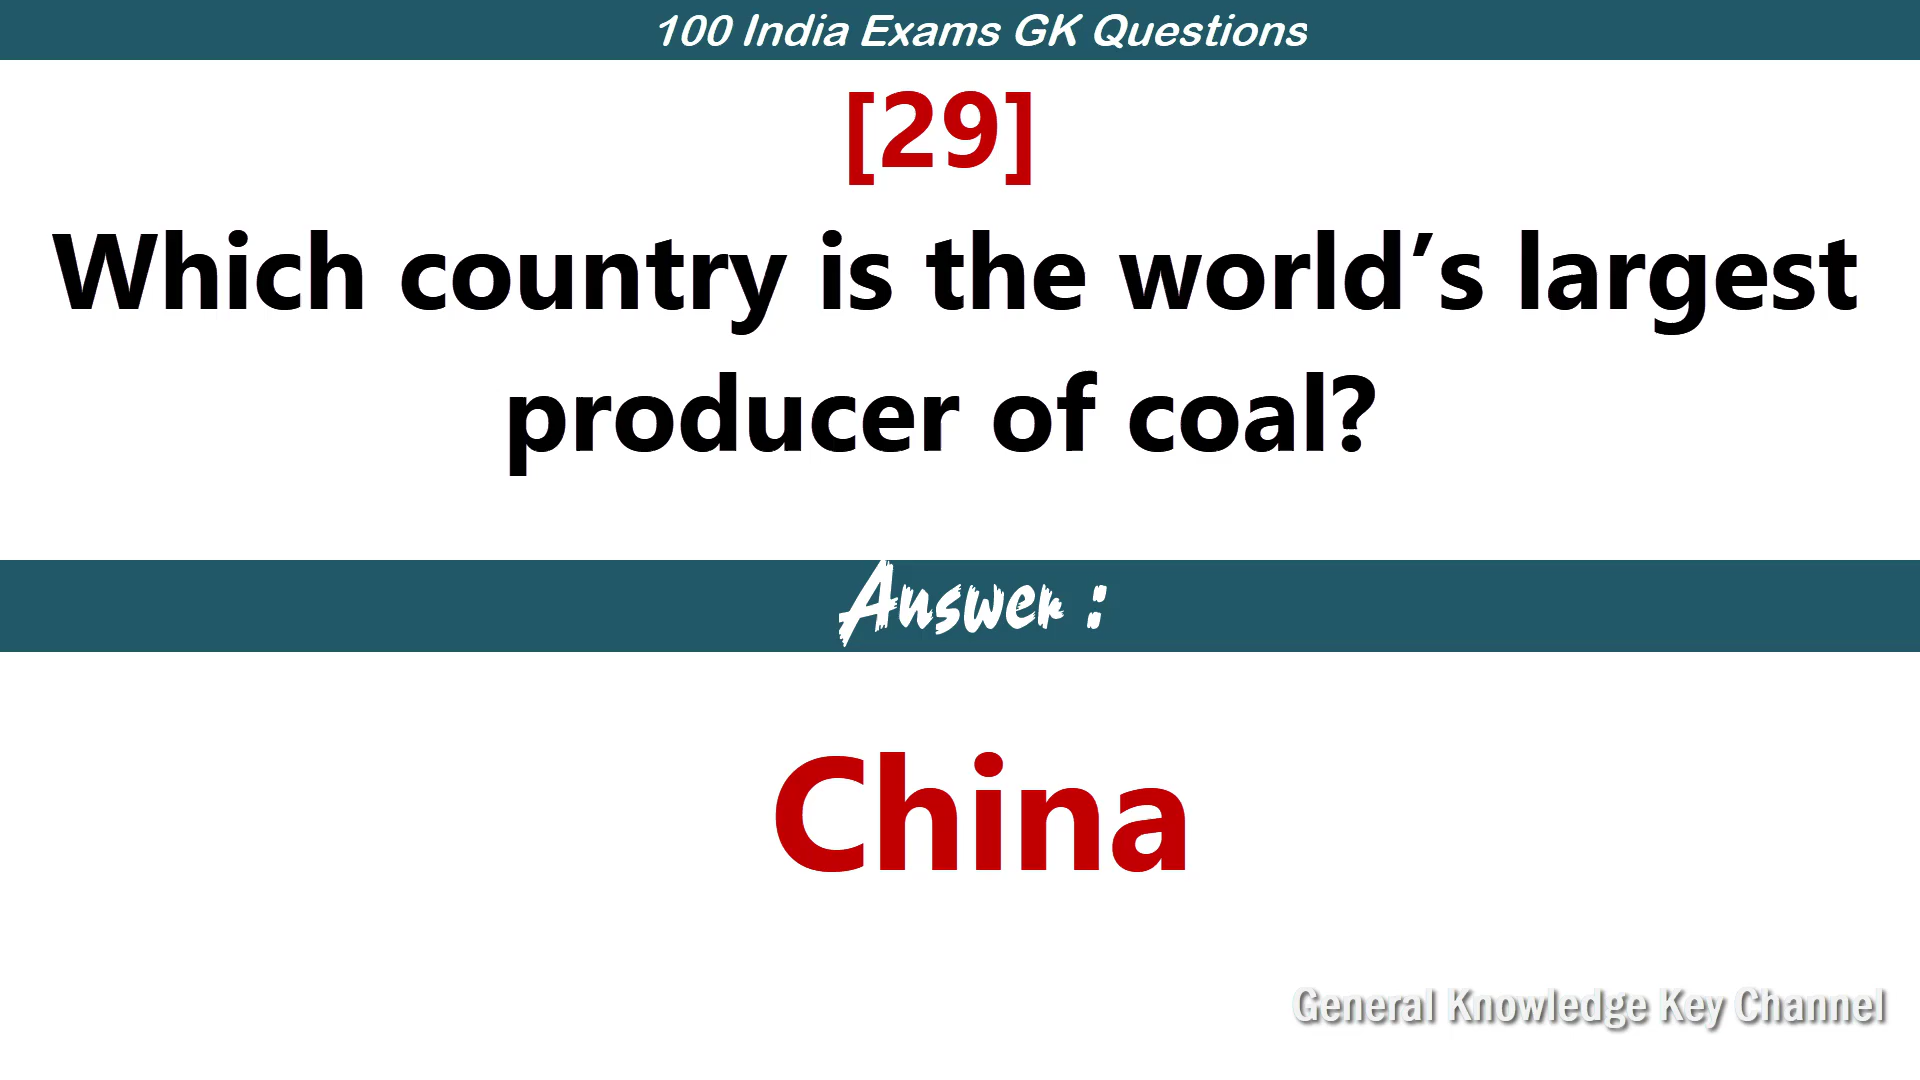 100 India Exams GK Questions
[29]
Which country is the world’s largest
producer of coal?
Answer :
China
General Knowledge Key Channel